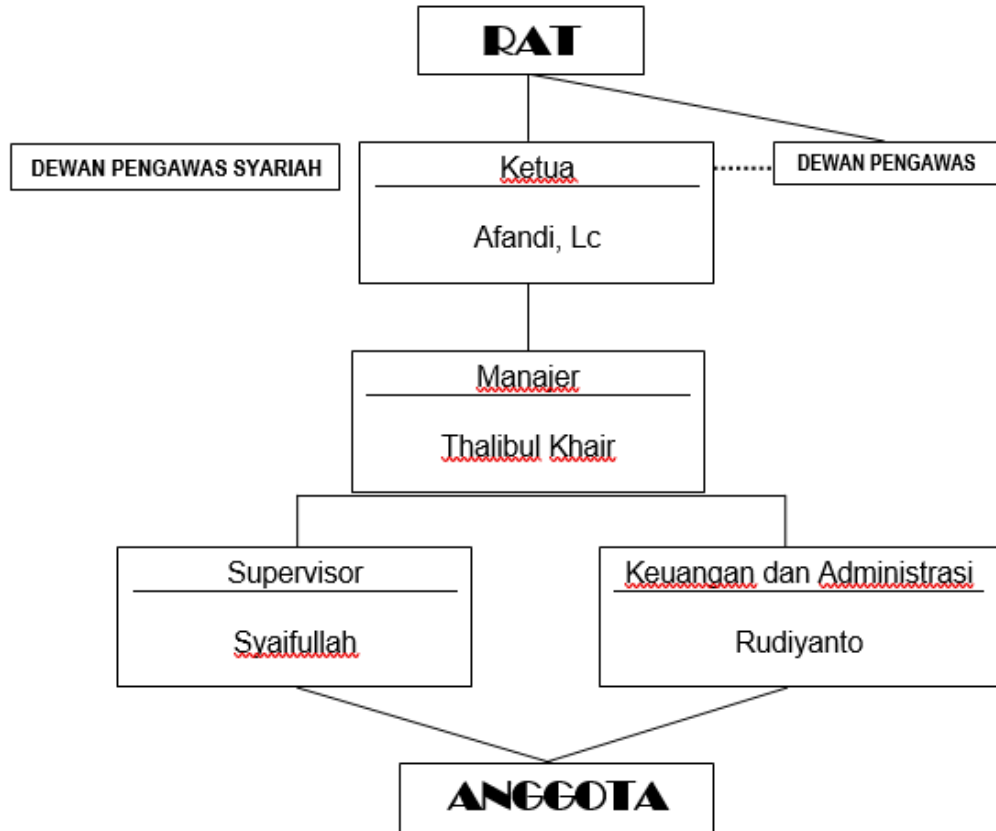 RAT
DEWAN PENGAWAS SYARIAH
Ketua
DEWAN PENGAWAS
Afandi, Lc
Manajer
Thalibul Khair
Supervisor
Keuangan dan Administrasi
Syaifullah
Rudiyanto
ANGGOTA